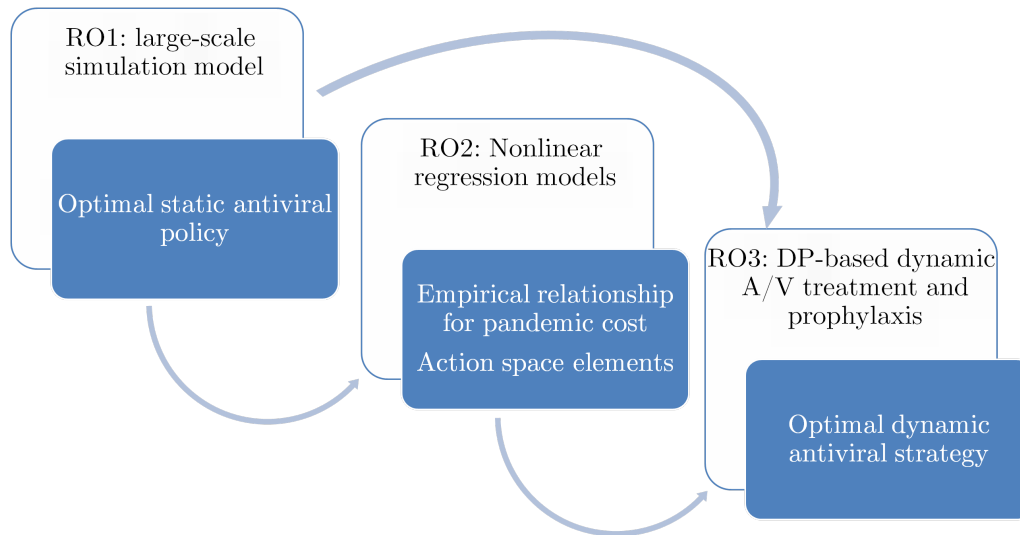 RO1: large-scale
simulation model
Optimal static antiviral
policy
RO2: Nonlinear
regression models
Empirical relationship
for pandemic cost
Action space elements
RO3: DP-based dynamic
A/V treatment and
prophylaxis
Optimal dynamic
antiviral strategy